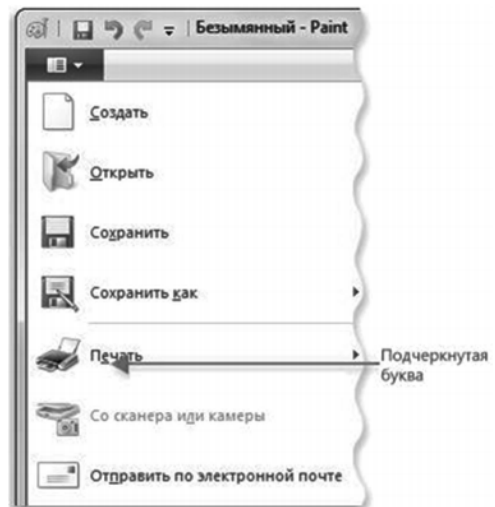 Безымянный - Paint
Создать
Открыть
Сохранить
Сохранить как
Печать
Подчеркнутая
буква
Со сканера или камеры
Отправить по электронной почте